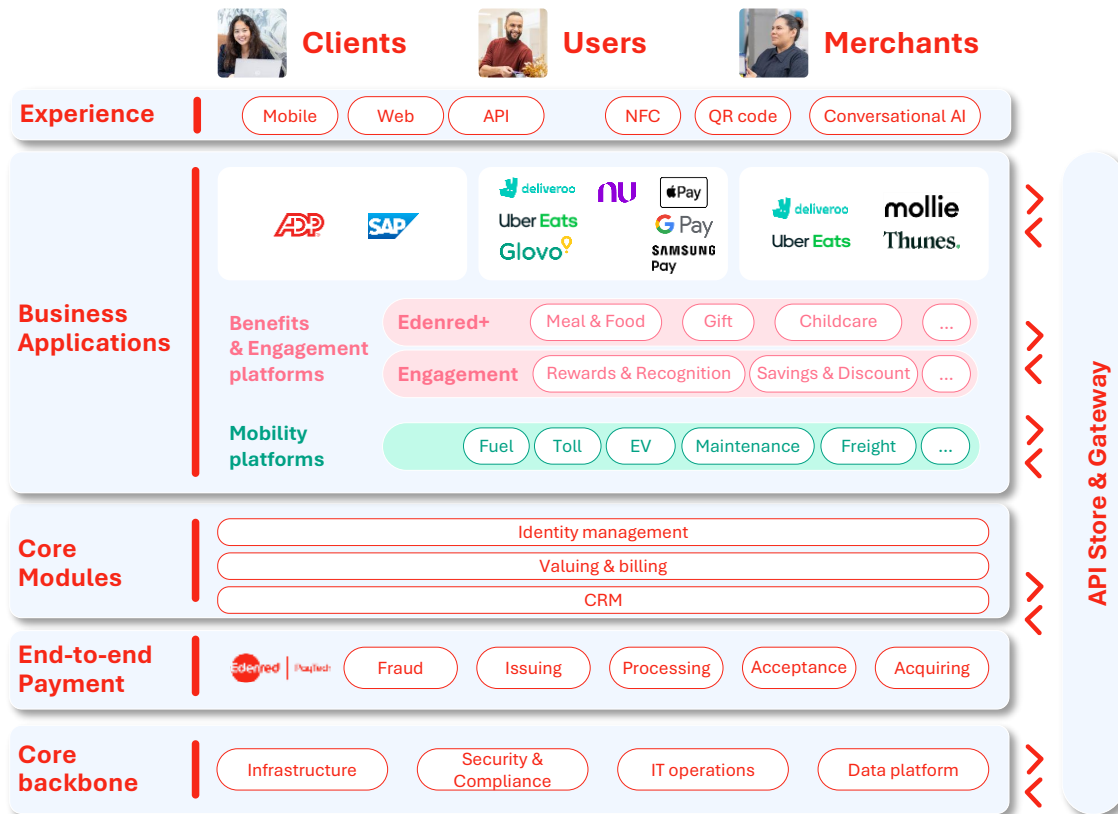 Clients
Users
Merchants
Experience
Mobile
Web
API
NFC
QR code
Conversational AI
Business
Applications
ADP
SAP
deliveroo
nu
Pay
Uber Eats
G Pay
Glovo
SAMSUNG
Pay
deliveroo
mollie
Uber Eats
Thunes.
Benefits
& Engagement
platforms
Edenred+
Meal & Food
Gift
Childcare
...
Engagement
Rewards & Recognition
Savings & Discount
...
Mobility
platforms
Fuel
Toll
EV
Maintenance
Freight
...
Core
Modules
Identity management
Valuing & billing
CRM
End-to-end
Payment
Edenred
PayTech
Fraud
Issuing
Processing
Acceptance
Acquiring
Core
backbone
Infrastructure
Security &
Compliance
IT operations
Data platform
API Store & Gateway